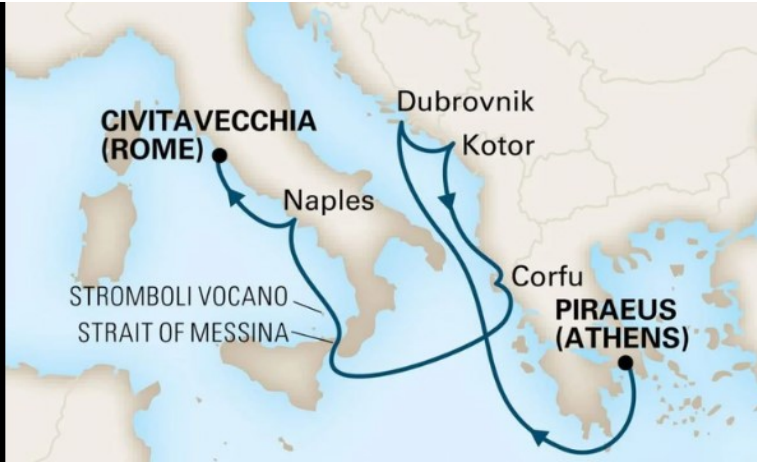 Dubrovnik
CIVITAVECCHIA
(ROME)
Kotor
Naples
STROMBOLI VOCANO
STRAIT OF MESSINA
Corfu
PIRAEUS
(ATHENS)